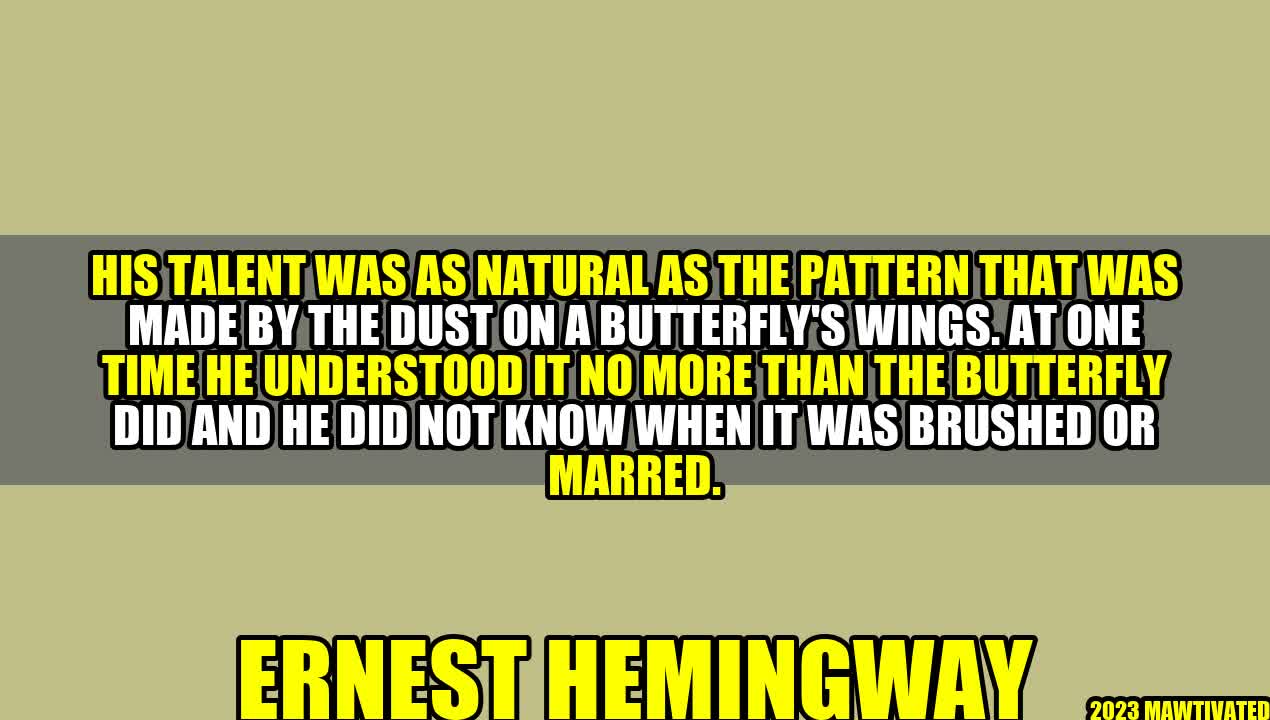 HIS TALENT WAS AS NATURAL AS THE PATTERN THAT WAS
MADE BY THE DUST ON A BUTTERFLY'S WINGS. AT ONE
TIME HE UNDERSTOOD IT NO MORE THAN THE BUTTERFLY
DID AND HE DID NOT KNOW WHEN IT WAS BRUSHED OR
MARRED.
ERNEST HEMINGWAY
2023 MAWTIVATED